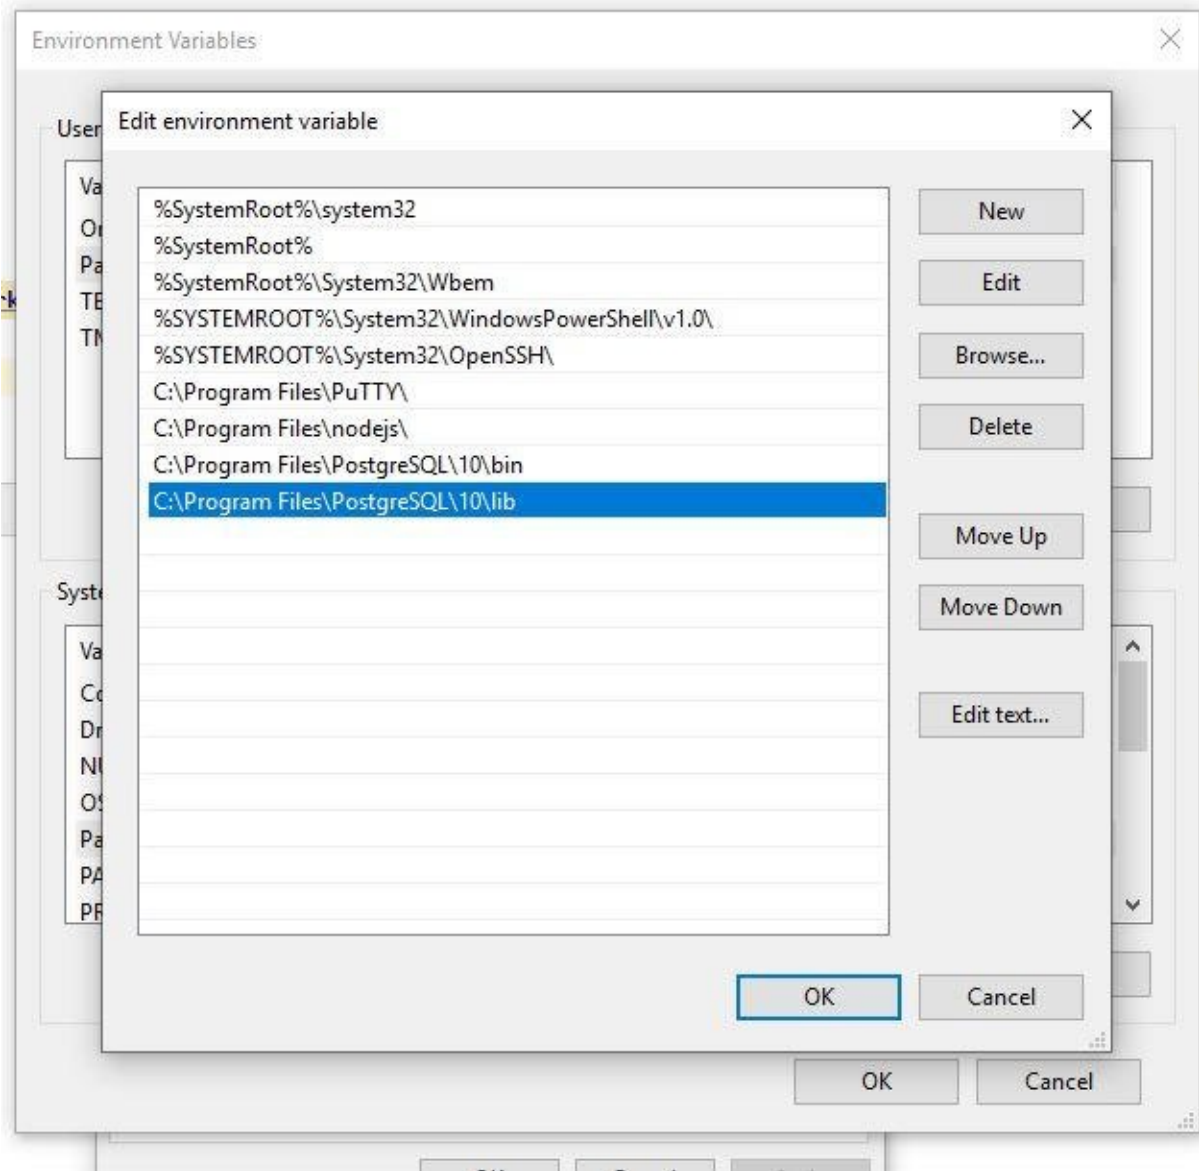 Environment Variables
User
Edit environment variable
%SystemRoot%\system32
%SystemRoot%
%SystemRoot%\System32\Wbem
%SYSTEMROOT%\System32\WindowsPowerShell\v1.0\
%SYSTEMROOT%\System32\OpenSSH\
C:\Program Files\PuTTY\
C:\Program Files\nodejs\
C:\Program Files\PostgreSQL\10\bin
C:\Program Files\PostgreSQL\10\lib
New
Edit
Browse...
Delete
Move Up
Move Down
Edit text...
OK
Cancel
OK
Cancel